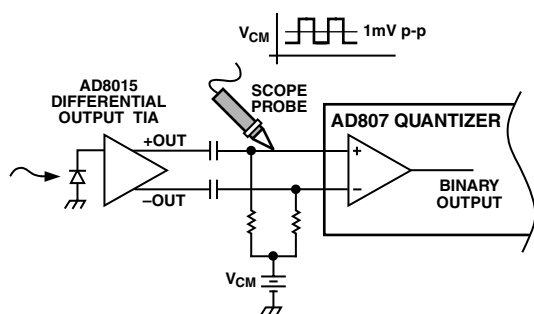 V_CM
1mV p-p
SCOPE
PROBE
AD8015
DIFFERENTIAL
OUTPUT TIA
AD807 QUANTIZER
+OUT
+
–OUT
–
BINARY
OUTPUT
V_CM